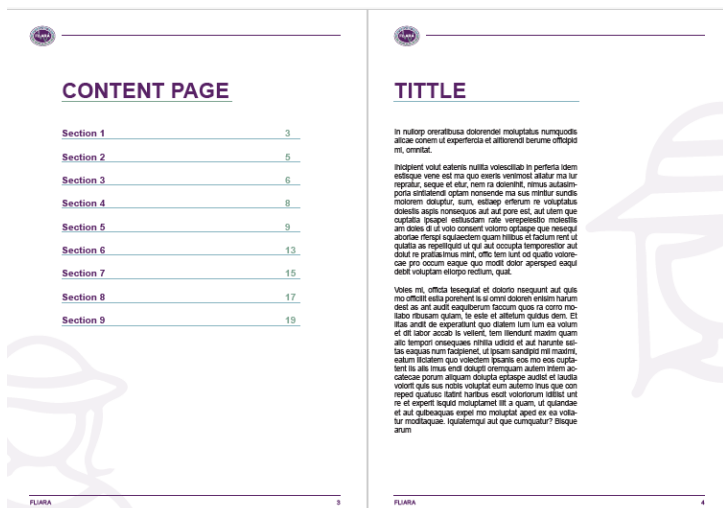 FLIARA
CONTENT PAGE
Section 1 3
Section 2 5
Section 3 6
Section 4 8
Section 5 9
Section 6 13
Section 7 15
Section 8 17
Section 9 19
FLIARA 3
FLIARA
TITTLE
In nullorp oreratibusa dolorendel moluptatus numquodis
alicae conem ut experfercia et alitiorendi berume officipid
mi, omnitat.
Ihicipient volut eatenis nullita volescillab in perferia idem
estisque vene est ma quo exeris venimost aliatur ma iur
repratur, seque et etur, nem ra dolenihit, nimus autasim-
poria sintiatendi optam nonsende ma sus mintur sundis
molorem doluptur, sum, estiaep erferum re voluptatus
dolestis aspis nonsequos aut aut pore est, aut utem que
cuptatia ipsapel estiusdam rate verepelestio molestiis
am doles di ut volo consent volorro optaspe que nesequi
aboriae rferspi squiaectem quam hilibus et facium rent ut
quiatia as repelliquid ut qui aut occupta temporestior aut
dolut re pratiasimus mint, offic tem iunt od quatio volore-
cae pro occum eaque quo modit dolor apersped eaqui
debit voluptam ellorpo rectium, quat.
Voles mi, officta tesequiat et dolorio nsequunt aut quis
mo officiit estia porehent is si omni doloreh enisim harum
dest as ant audit eaquiberum faccum quos ra corro mo-
llabo ribusam quiam, te este et alitetum quidus dem. Et
litas andit de experatiunt quo diatem ium ium ea volum
et dit labor accab is vellent, tem illendunt maxim quam
alic tempori onsequaes nihilla udicid et aut harunte ssi-
tas eaquas num facipienet, ut ipsam sandipid mil maximi,
eatum illiciatem quo volectem ipsanis eos mo eos cupta-
tent lis alis imus endi dolupti oremquam autem intem ac-
catecae porum aliquam dolupta eptaspe audist et laudia
volorit quis sus nobis voluptat eum autemo inus que con
reped quatusc itatint haribus escit voloriorum iditist unt
re et experit isquid moluptamet ilit a quam, ut quiandae
et aut quibeaquas expel mo moluptat aped ex ea volla-
tur moditaquae. Iquiatemqui aut que cumquatur? Bisque
arum
FLIARA 4